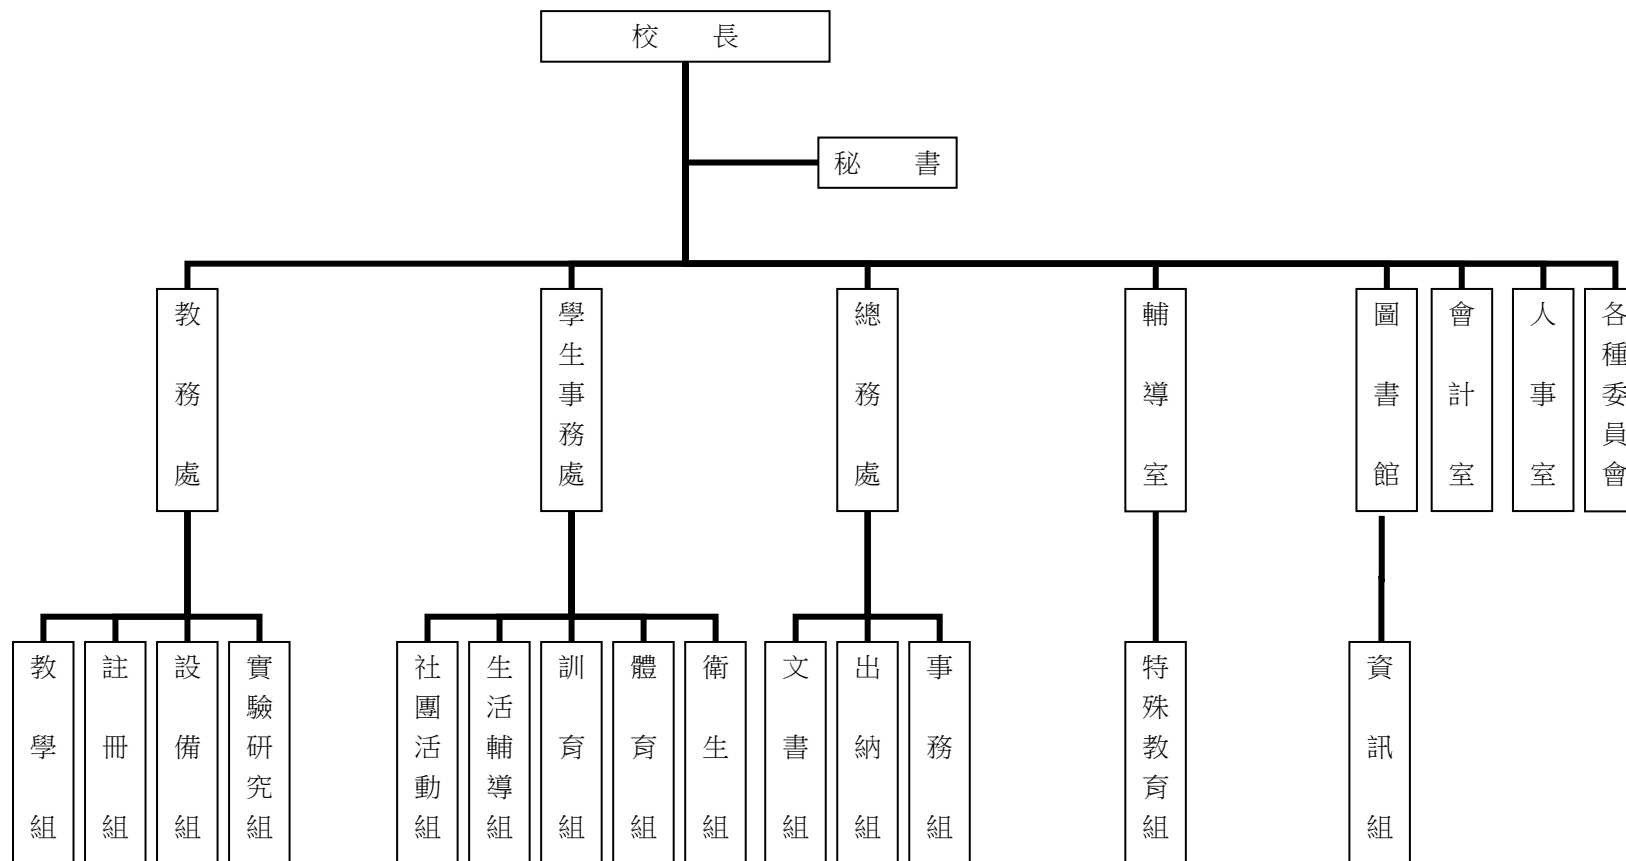 校長
秘書
教務處
學生事務處
總務處
輔導室
圖書館
會計室
人事室
各種委員會
教學組
註冊組
設備組
實驗研究組
社團活動組
生活輔導組
訓育組
體育組
衛生組
文書組
出納組
事務組
特殊教育組
資訊組